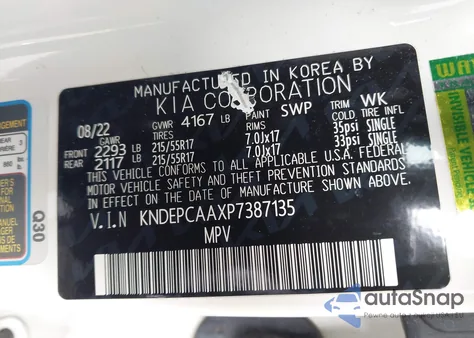 MANUFACTURED IN KOREA BY
KIA CORPORATION
08/22 GVWR 4167 LB PAINT SWP TRIM WK
GAWR TIRES RIMS COLD TIRE INFL.
FRONT 2293 LB 215/55R17 7.0Jx17 35psi SINGLE
REAR 2117 LB 215/55R17 7.0Jx17 33psi SINGLE
THIS VEHICLE CONFORMS TO ALL APPLICABLE U.S.A. FEDERAL
MOTOR VEHICLE SAFETY AND THEFT PREVENTION STANDARDS
IN EFFECT ON THE DATE OF MANUFACTURE SHOWN ABOVE.
V.I.N KNDEPCAAXP7387135
MPV
Q30
WAY
autoSnap